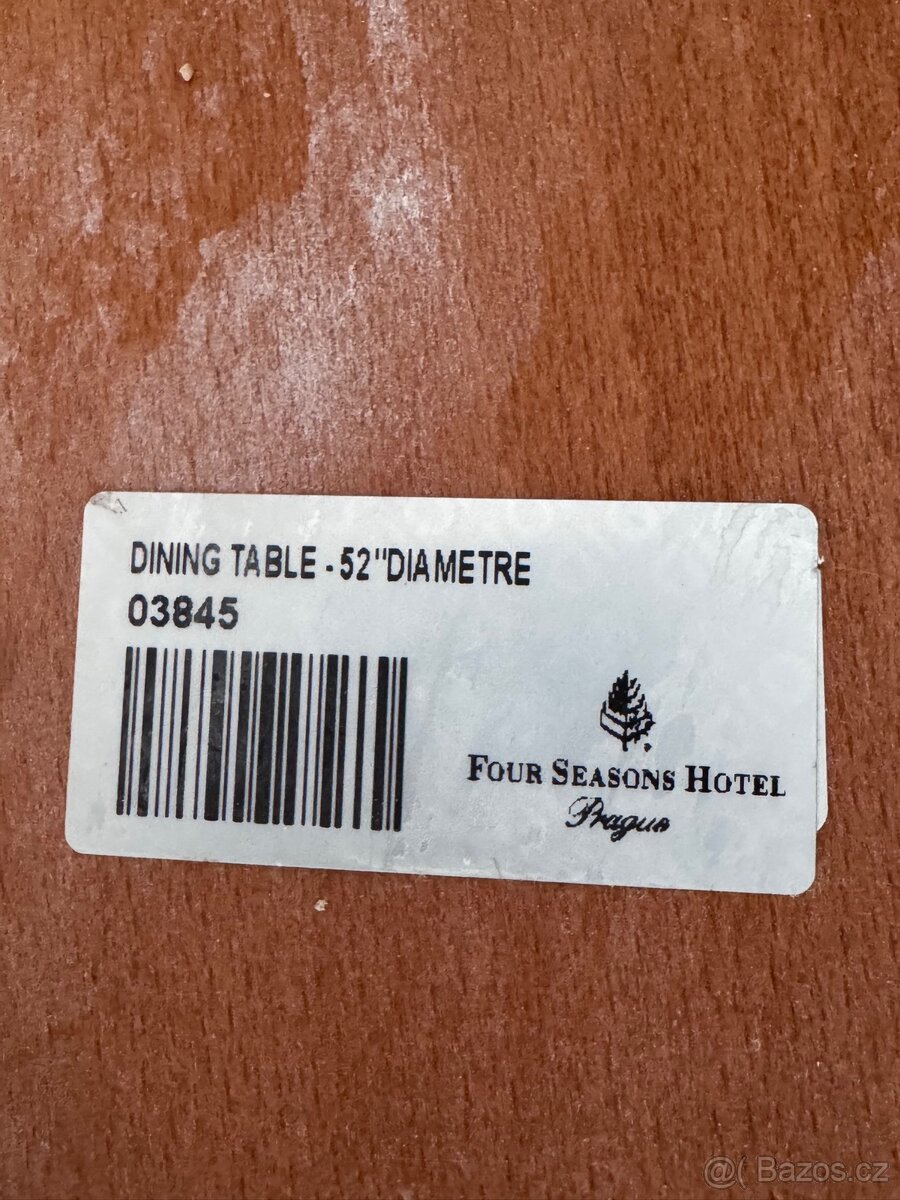 DINING TABLE - 52"DIAMETRE
03845
FOUR SEASONS HOTEL
Prague
@( Bazos.cz